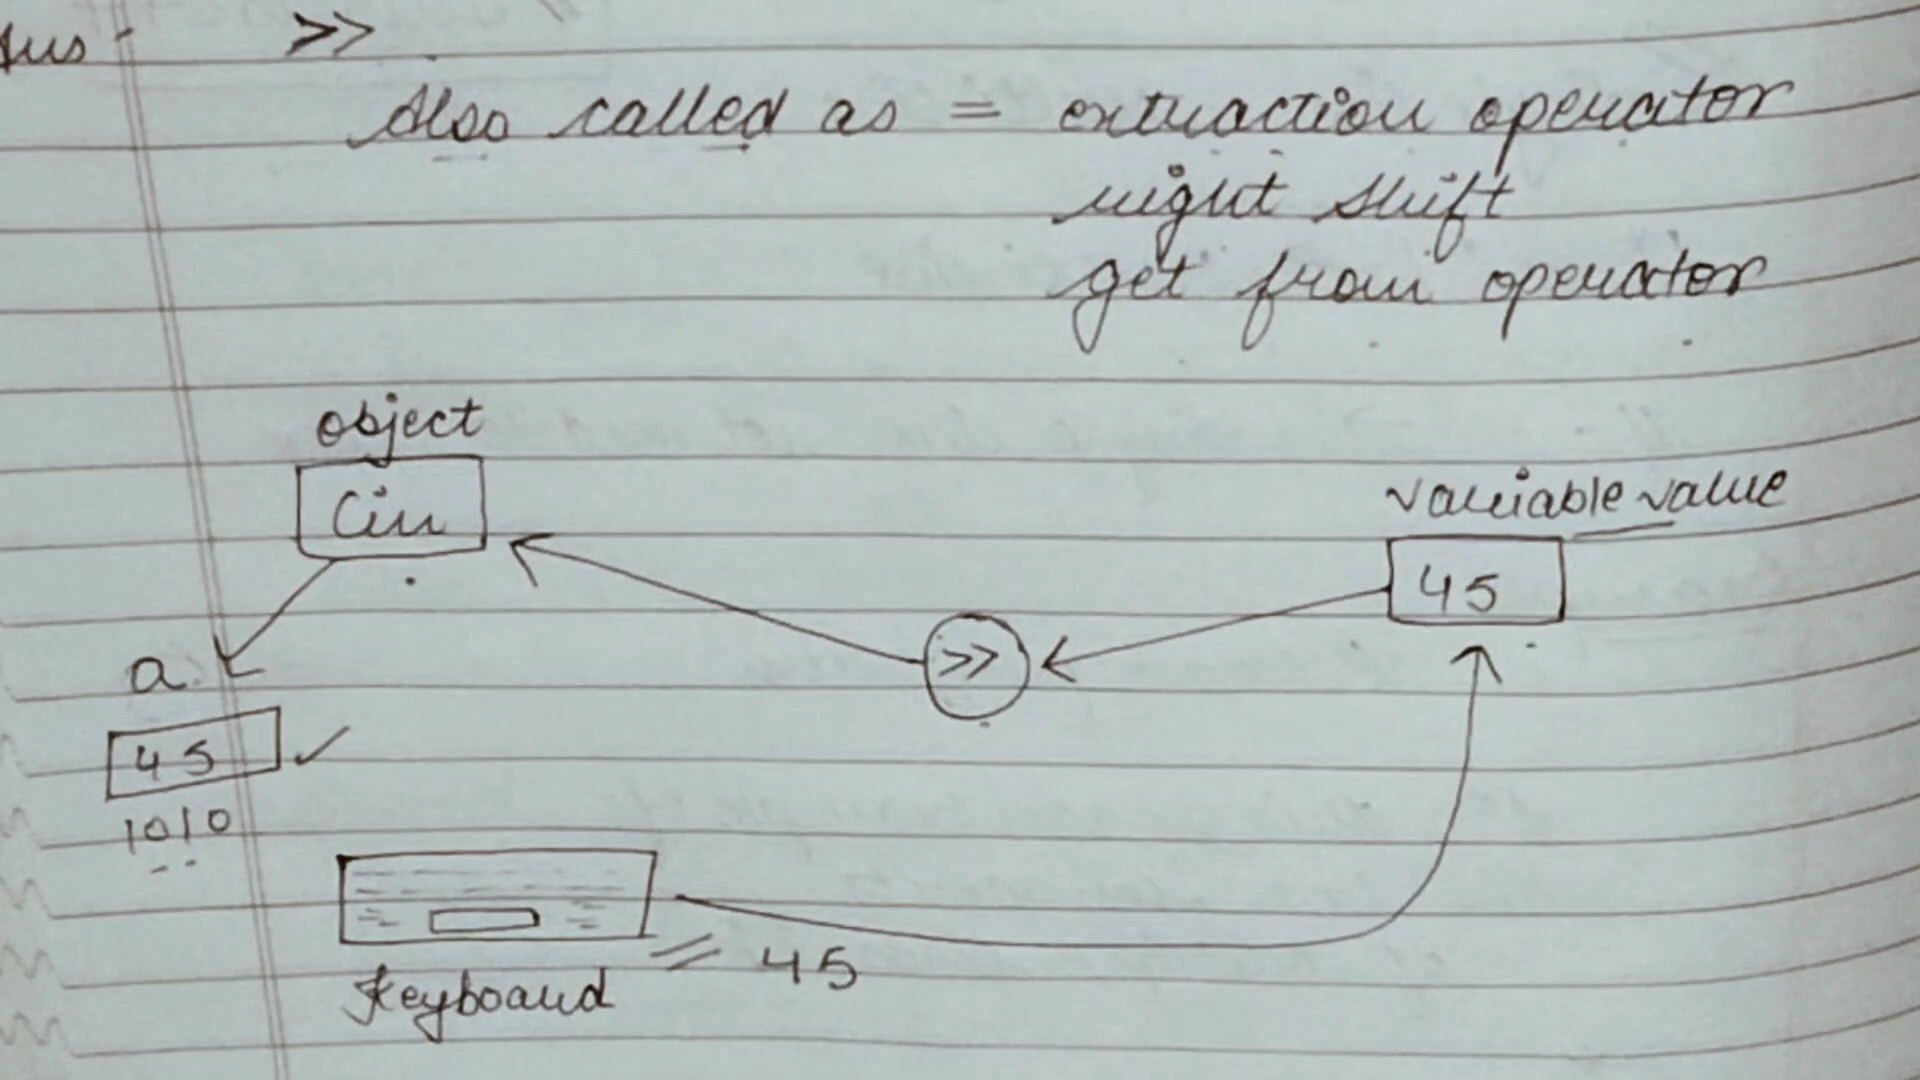 Ans - >>
Also called as = extraction operator
right shift
get from operator
object
Cin
variable value
45
>>
a
45
1010
45
Keyboard